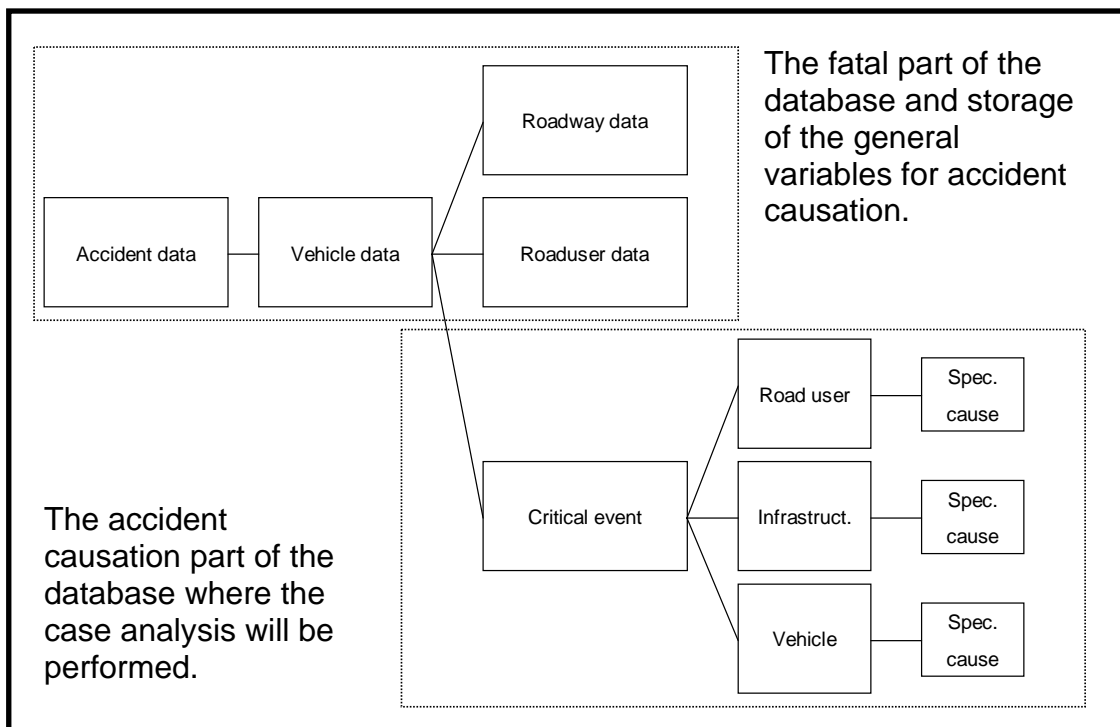 The fatal part of the
database and storage
of the general
variables for accident
causation.
Roadway data
Accident data
Vehicle data
Roaduser data
Road user
Spec.
cause
Critical event
Infrastruct.
Spec.
cause
Vehicle
Spec.
cause
The accident
causation part of the
database where the
case analysis will be
performed.